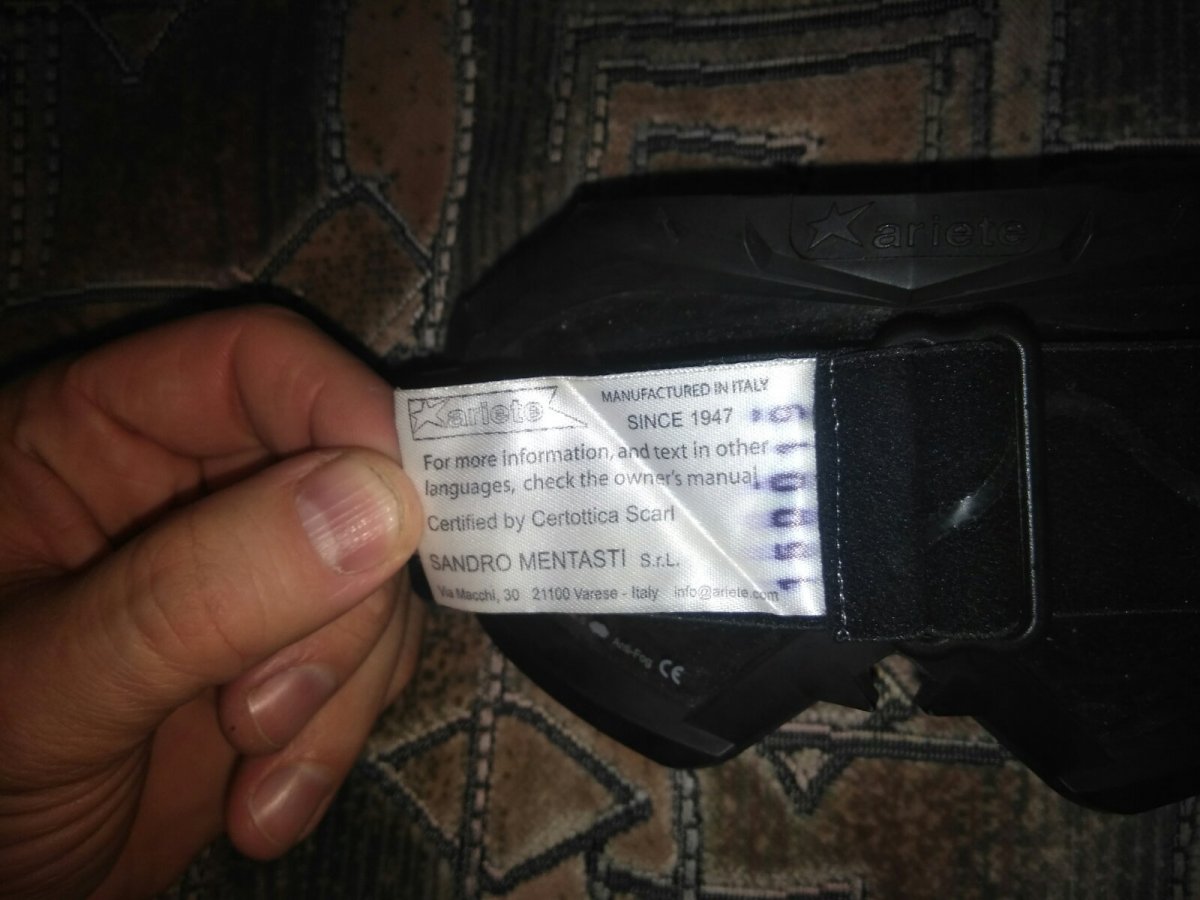 ariete
ariete
MANUFACTURED IN ITALY
SINCE 1947
For more information, and text in other
languages, check the owner's manual
Certified by Certottica Scarl
SANDRO MENTASTI S.r.L.
Via Macchi, 30 21100 Varese - Italy info@ariete.com
Anti-Fog CE